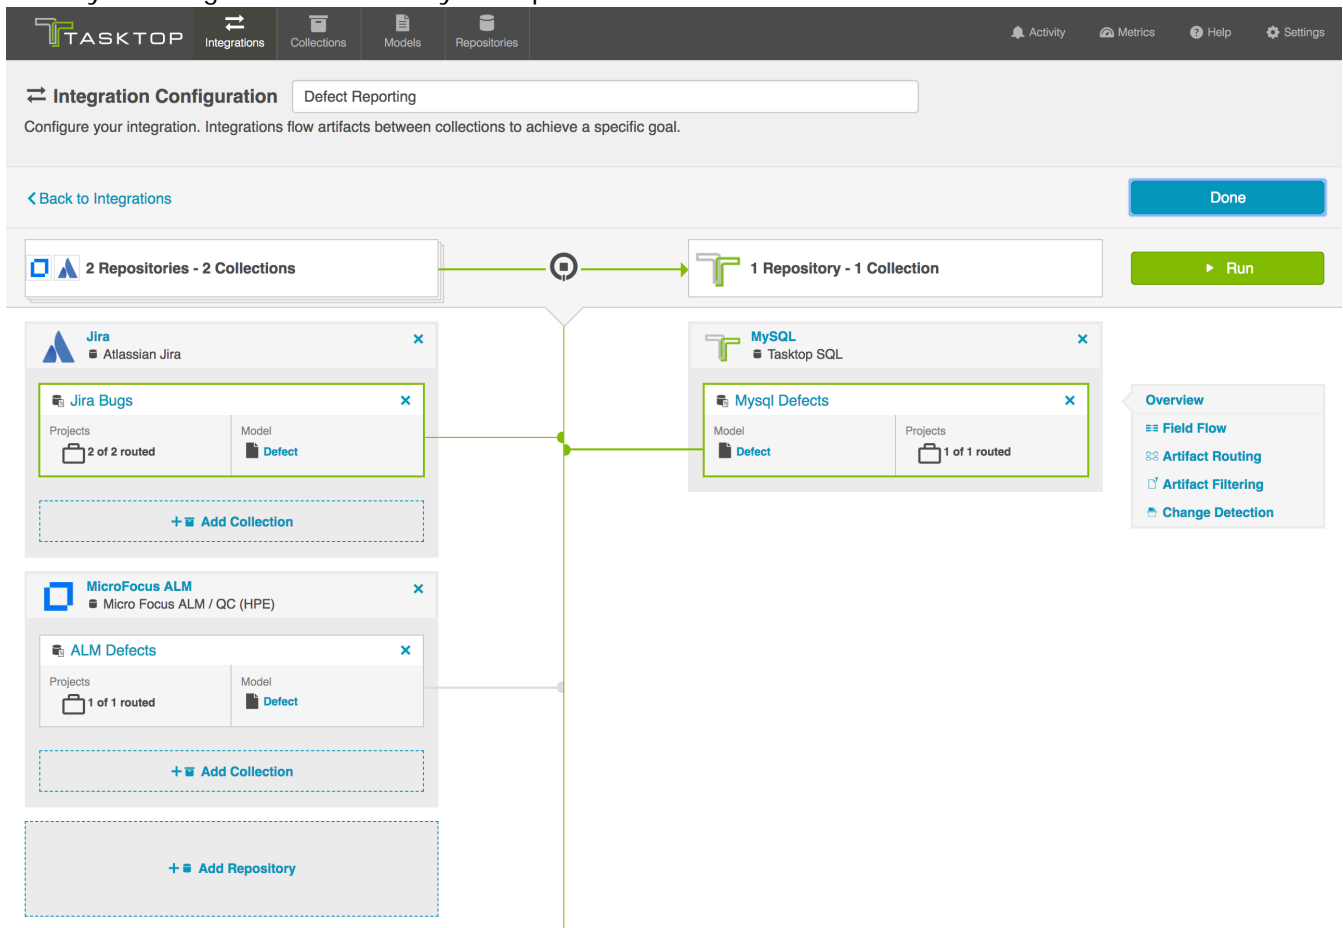 TASKTOP
Integrations
Collections
Models
Repositories
Activity
Metrics
Help
Settings
Integration Configuration
Defect Reporting
Configure your integration. Integrations flow artifacts between collections to achieve a specific goal.
Back to Integrations
Done
2 Repositories - 2 Collections
1 Repository - 1 Collection
Run
Jira
Atlassian Jira
Jira Bugs
Projects
2 of 2 routed
Model
Defect
+ Add Collection
MicroFocus ALM
Micro Focus ALM / QC (HPE)
ALM Defects
Projects
1 of 1 routed
Model
Defect
+ Add Collection
+ Add Repository
MySQL
Tasktop SQL
Mysql Defects
Model
Defect
Projects
1 of 1 routed
Overview
Field Flow
Artifact Routing
Artifact Filtering
Change Detection